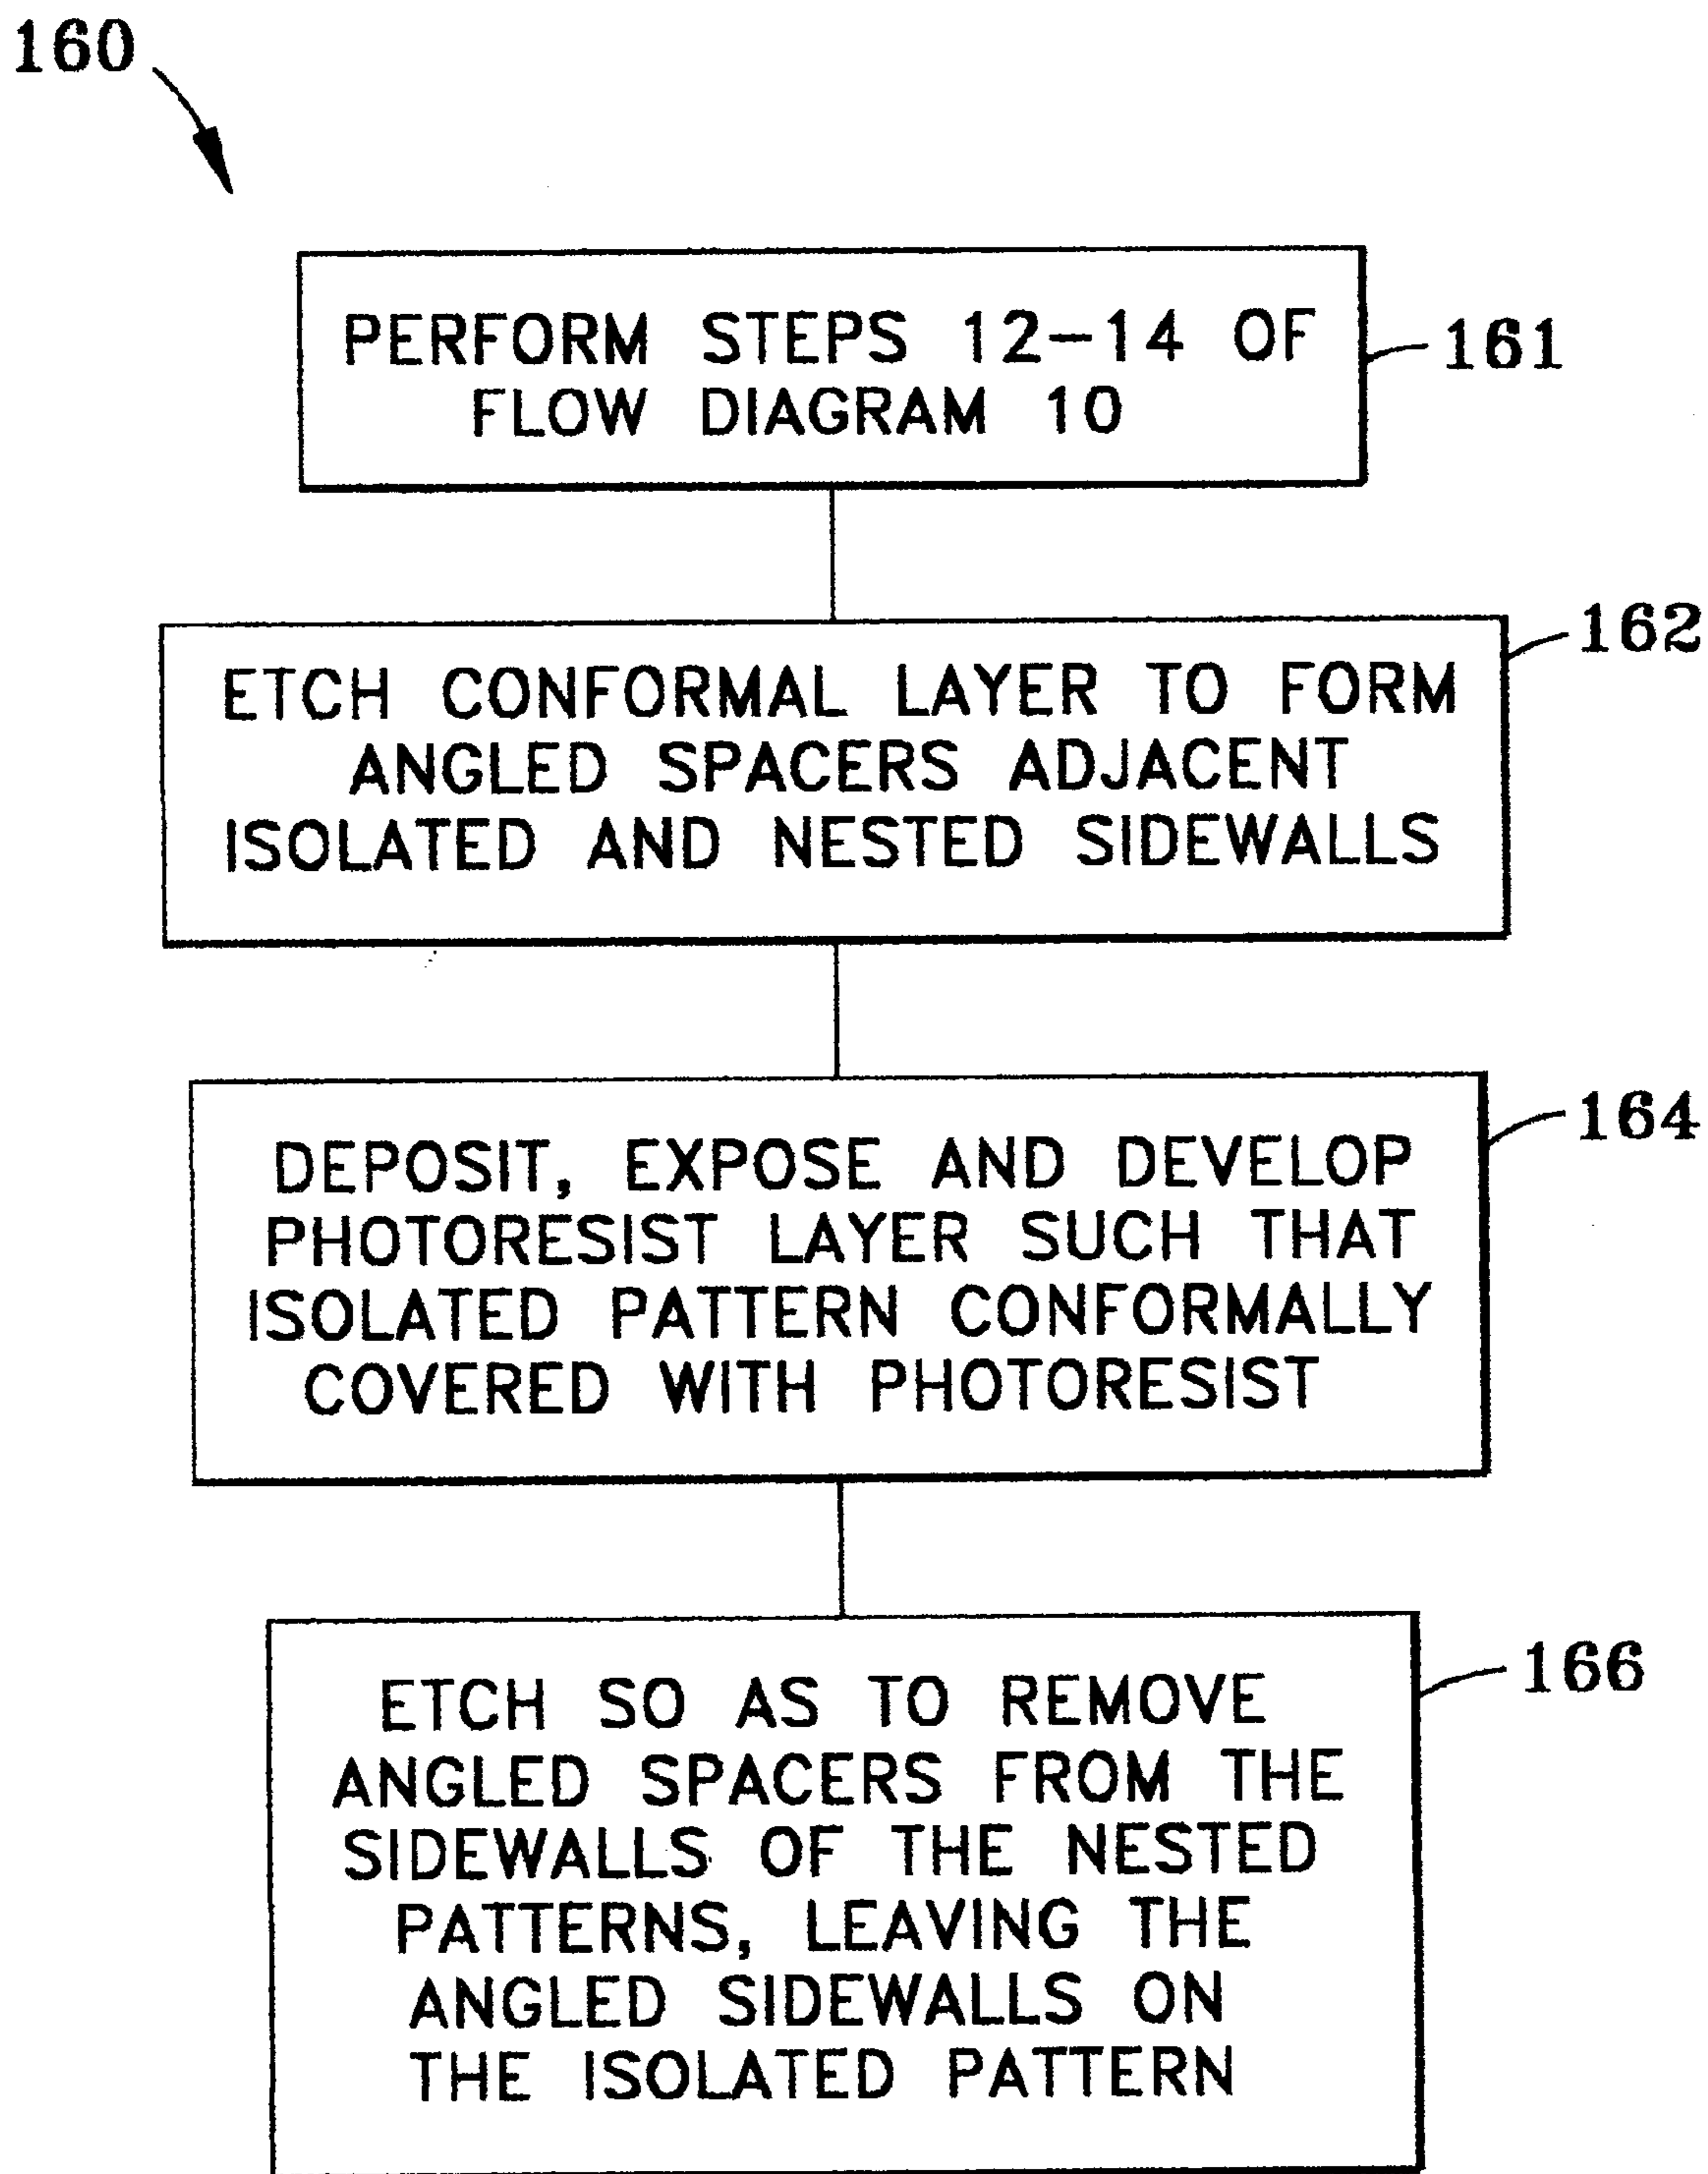 160
PERFORM STEPS 12-14 OF
FLOW DIAGRAM 10
161
ETCH CONFORMAL LAYER TO FORM
ANGLED SPACERS ADJACENT
ISOLATED AND NESTED SIDEWALLS
162
DEPOSIT, EXPOSE AND DEVELOP
PHOTORESIST LAYER SUCH THAT
ISOLATED PATTERN CONFORMALLY
COVERED WITH PHOTORESIST
164
ETCH SO AS TO REMOVE
ANGLED SPACERS FROM THE
SIDEWALLS OF THE NESTED
PATTERNS, LEAVING THE
ANGLED SIDEWALLS ON
THE ISOLATED PATTERN
166